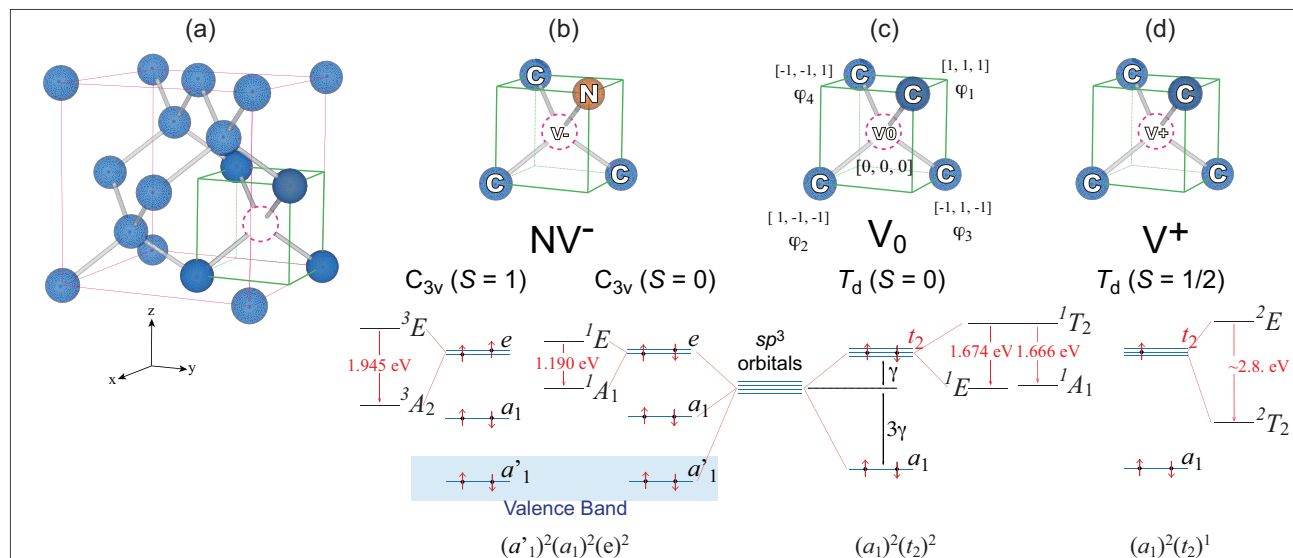 (a)
(b)
(c)
(d)
C
N
V-
C
C
[-1, -1, 1]
φ4
C
C
[1, 1, 1]
φ1
V0
[0, 0, 0]
C
C
[ 1, -1, -1]
φ2
[-1, 1, -1]
φ3
C
C
V+
C
C
z
x
y
NV⁻
V₀
V⁺
C₃ᵥ (S = 1)
C₃ᵥ (S = 0)
T_d (S = 0)
T_d (S = 1/2)
³E
1.945 eV
³A₂
e
a₁
a’₁
¹E
1.190 eV
¹A₁
e
a₁
a’₁
Valence Band
sp³
orbitals
t₂
γ
3γ
a₁
¹T₂
1.674 eV
1.666 eV
¹E
¹A₁
t₂
a₁
²E
~2.8. eV
²T₂
(a’₁)²(a₁)²(e)²
(a₁)²(t₂)²
(a₁)²(t₂)¹